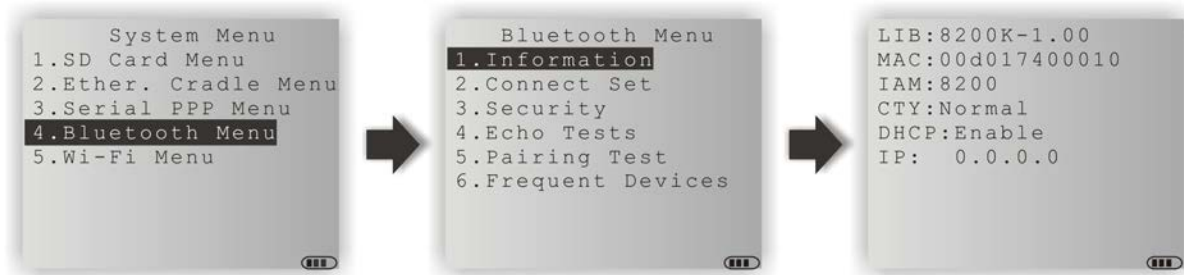 System Menu
1.SD Card Menu
2.Ether. Cradle Menu
3.Serial PPP Menu
4.Bluetooth Menu
5.Wi-Fi Menu
Bluetooth Menu
1.Information
2.Connect Set
3.Security
4.Echo Tests
5.Pairing Test
6.Frequent Devices
LIB:8200K-1.00
MAC:00d017400010
IAM:8200
CTY:Normal
DHCP:Enable
IP: 0.0.0.0